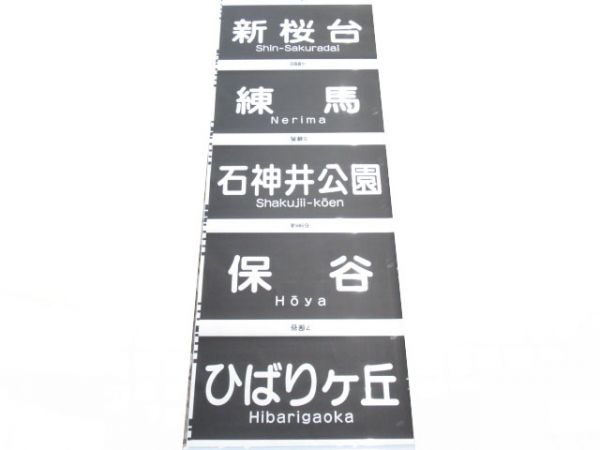 新桜台
Shin-Sakuradai
練馬
Nerima
石神井公園
Shakujii-kōen
保谷
Hōya
ひばりヶ丘
Hibarigaoka